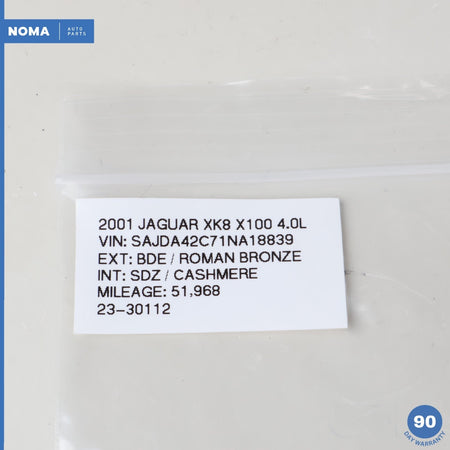 NOMA AUTO PARTS
2001 JAGUAR XK8 X100 4.0L
VIN: SAJDA42C71NA18839
EXT: BDE / ROMAN BRONZE
INT: SDZ / CASHMERE
MILEAGE: 51,968
23-30112
90
DAY WARRANTY